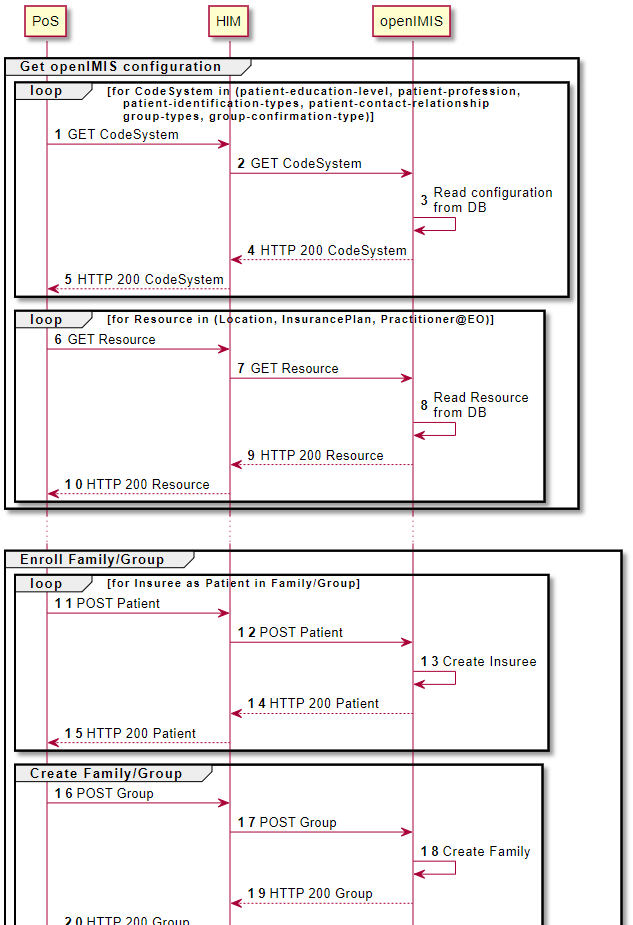 PoS
HIM
openIMIS
Get openIMIS configuration
loop
[for CodeSystem in (patient-education-level, patient-profession,
patient-identification-types, patient-contact-relationship
group-types, group-confirmation-type)]
1 GET CodeSystem
2 GET CodeSystem
3 Read configuration
from DB
4 HTTP 200 CodeSystem
5 HTTP 200 CodeSystem
loop
[for Resource in (Location, InsurancePlan, Practitioner@EO)]
6 GET Resource
7 GET Resource
8 Read Resource
from DB
9 HTTP 200 Resource
10 HTTP 200 Resource
Enroll Family/Group
loop
[for Insuree as Patient in Family/Group]
11 POST Patient
12 POST Patient
13 Create Insuree
14 HTTP 200 Patient
15 HTTP 200 Patient
Create Family/Group
16 POST Group
17 POST Group
18 Create Family
19 HTTP 200 Group
20 HTTP 200 Group